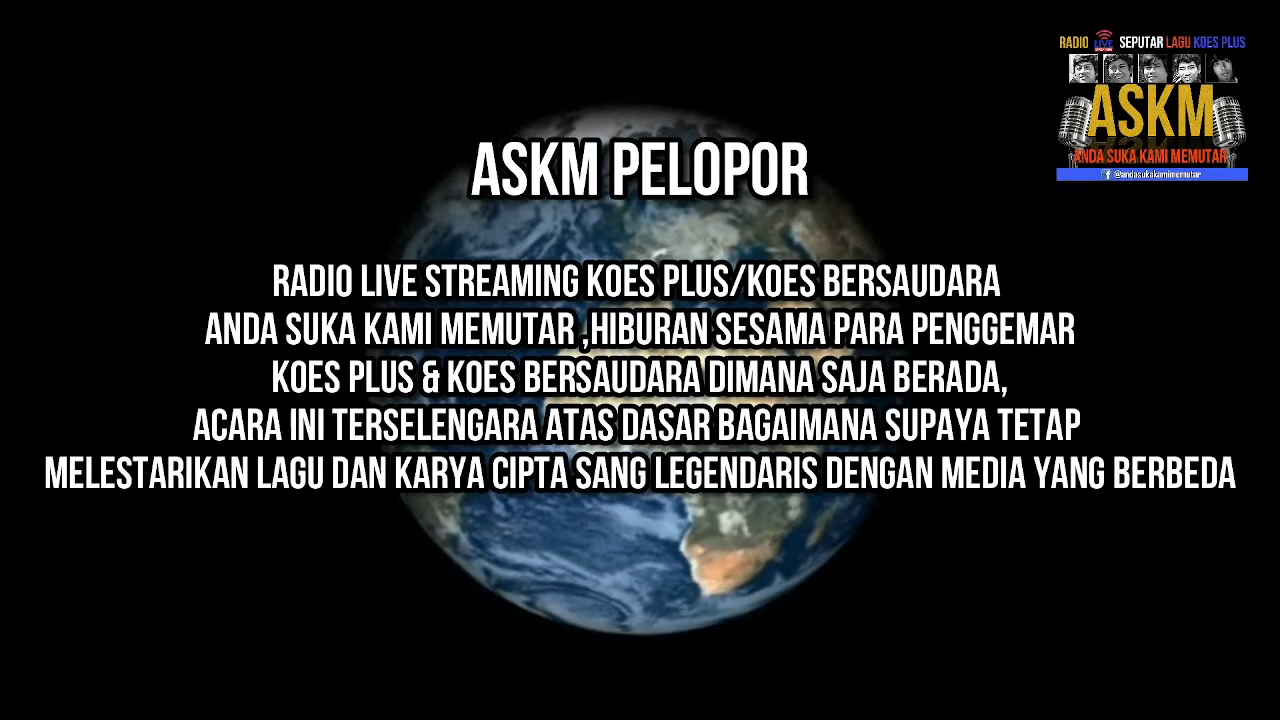 RADIO LIVE SEPUTAR LAGU KOES PLUS
ASKM
ANDA SUKA KAMI MEMUTAR
@andasukakamimemutar
ASKM PELOPOR
RADIO LIVE STREAMING KOES PLUS/KOES BERSAUDARA
ANDA SUKA KAMI MEMUTAR ,HIBURAN SESAMA PARA PENGGEMAR
KOES PLUS & KOES BERSAUDARA DIMANA SAJA BERADA,
ACARA INI TERSELENGARA ATAS DASAR BAGAIMANA SUPAYA TETAP
MELESTARIKAN LAGU DAN KARYA CIPTA SANG LEGENDARIS DENGAN MEDIA YANG BERBEDA